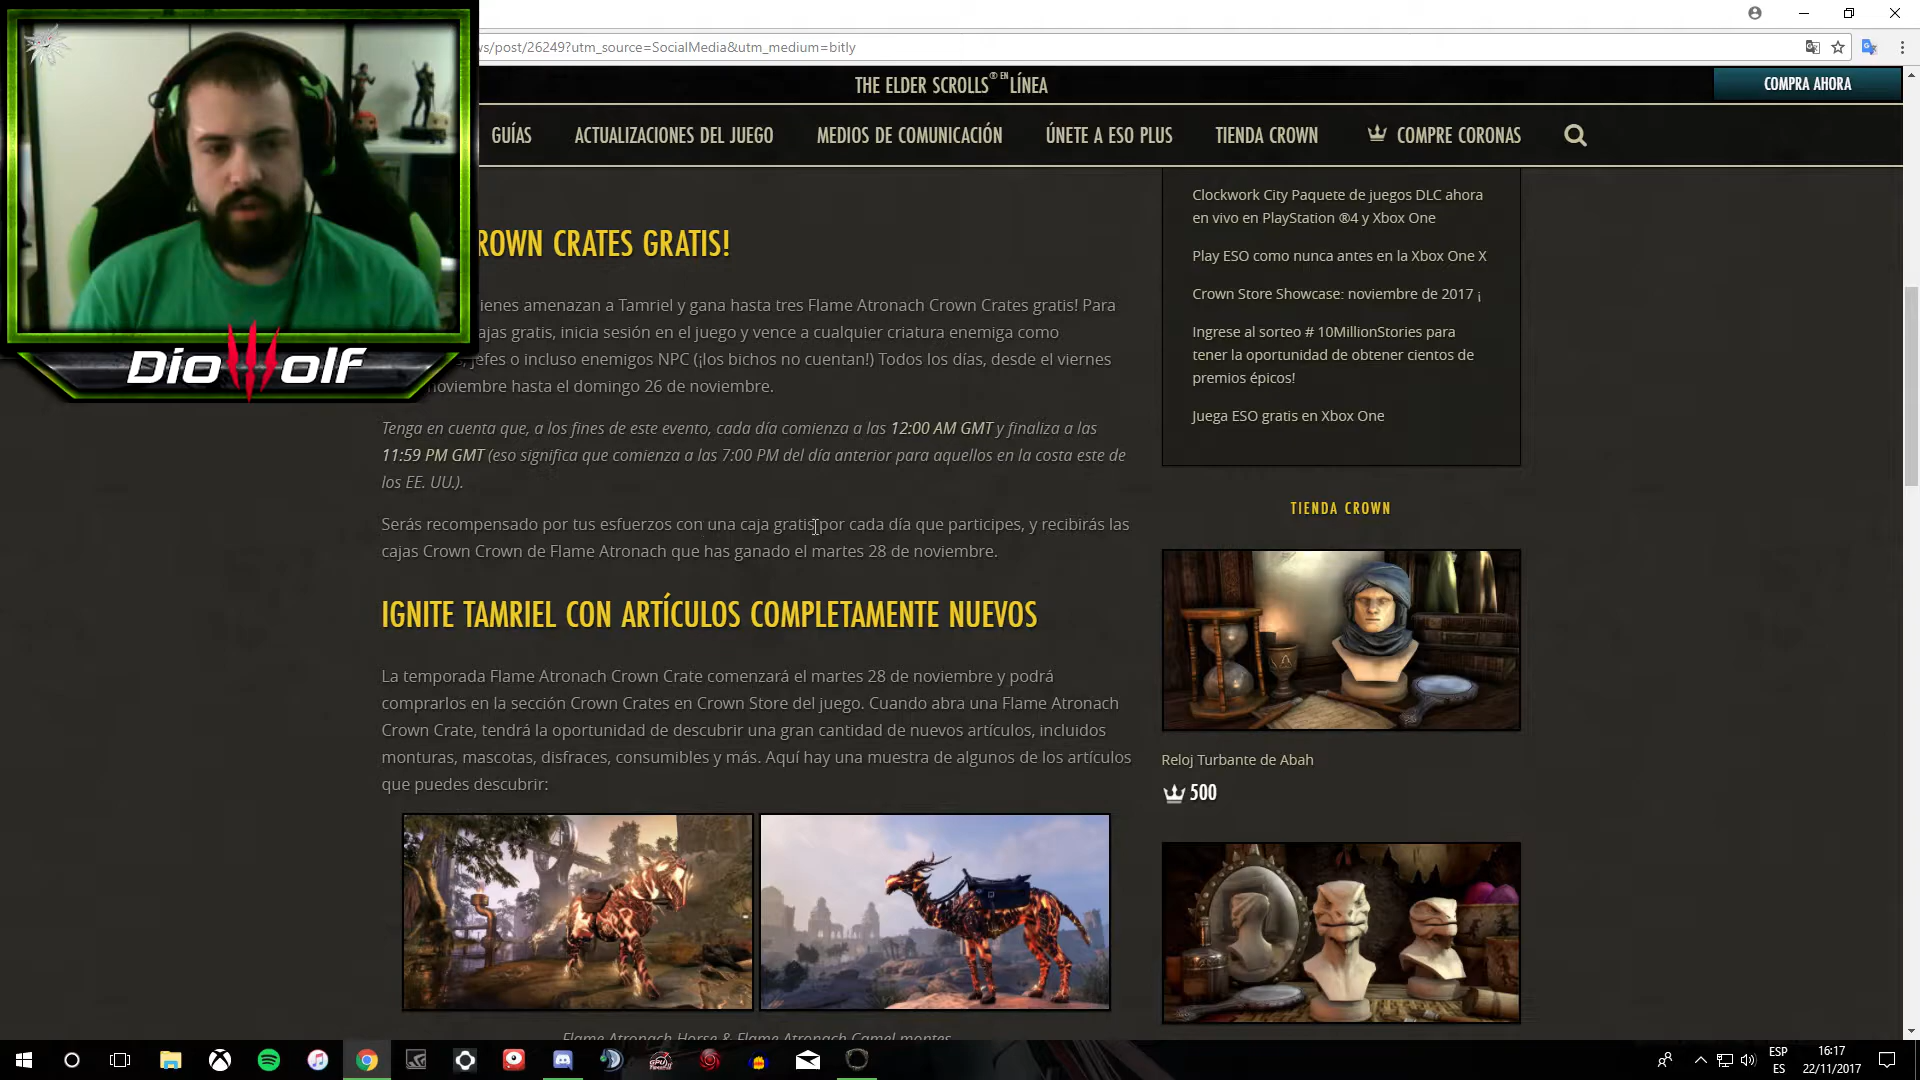 ws/post/26249?utm_source=SocialMedia&utm_medium=bitly
THE ELDER SCROLLS® EN LÍNEA
COMPRA AHORA
GUÍAS
ACTUALIZACIONES DEL JUEGO
MEDIOS DE COMUNICACIÓN
ÚNETE A ESO PLUS
TIENDA CROWN
COMPRE CORONAS
DioWolf
CROWN CRATES GRATIS!
ienes amenazan a Tamriel y gana hasta tres Flame Atronach Crown Crates gratis! Para
ajas gratis, inicia sesión en el juego y vence a cualquier criatura enemiga como
, jefes o incluso enemigos NPC (¡los bichos no cuentan!) Todos los días, desde el viernes
noviembre hasta el domingo 26 de noviembre.
Tenga en cuenta que, a los fines de este evento, cada día comienza a las 12:00 AM GMT y finaliza a las
11:59 PM GMT (eso significa que comienza a las 7:00 PM del día anterior para aquellos en la costa este de
los EE. UU.).
Serás recompensado por tus esfuerzos con una caja gratis por cada día que participes, y recibirás las
cajas Crown Crown de Flame Atronach que has ganado el martes 28 de noviembre.
IGNITE TAMRIEL CON ARTÍCULOS COMPLETAMENTE NUEVOS
La temporada Flame Atronach Crown Crate comenzará el martes 28 de noviembre y podrá
comprarlos en la sección Crown Crates en Crown Store del juego. Cuando abra una Flame Atronach
Crown Crate, tendrá la oportunidad de descubrir una gran cantidad de nuevos artículos, incluidos
monturas, mascotas, disfraces, consumibles y más. Aquí hay una muestra de algunos de los artículos
que puedes descubrir:
Flame Atronach Horse & Flame Atronach Camel montes
Clockwork City Paquete de juegos DLC ahora
en vivo en PlayStation ®4 y Xbox One
Play ESO como nunca antes en la Xbox One X
Crown Store Showcase: noviembre de 2017 ¡
Ingrese al sorteo # 10MillionStories para
tener la oportunidad de obtener cientos de
premios épicos!
Juega ESO gratis en Xbox One
TIENDA CROWN
Reloj Turbante de Abah
500
ESP
ES
16:17
22/11/2017